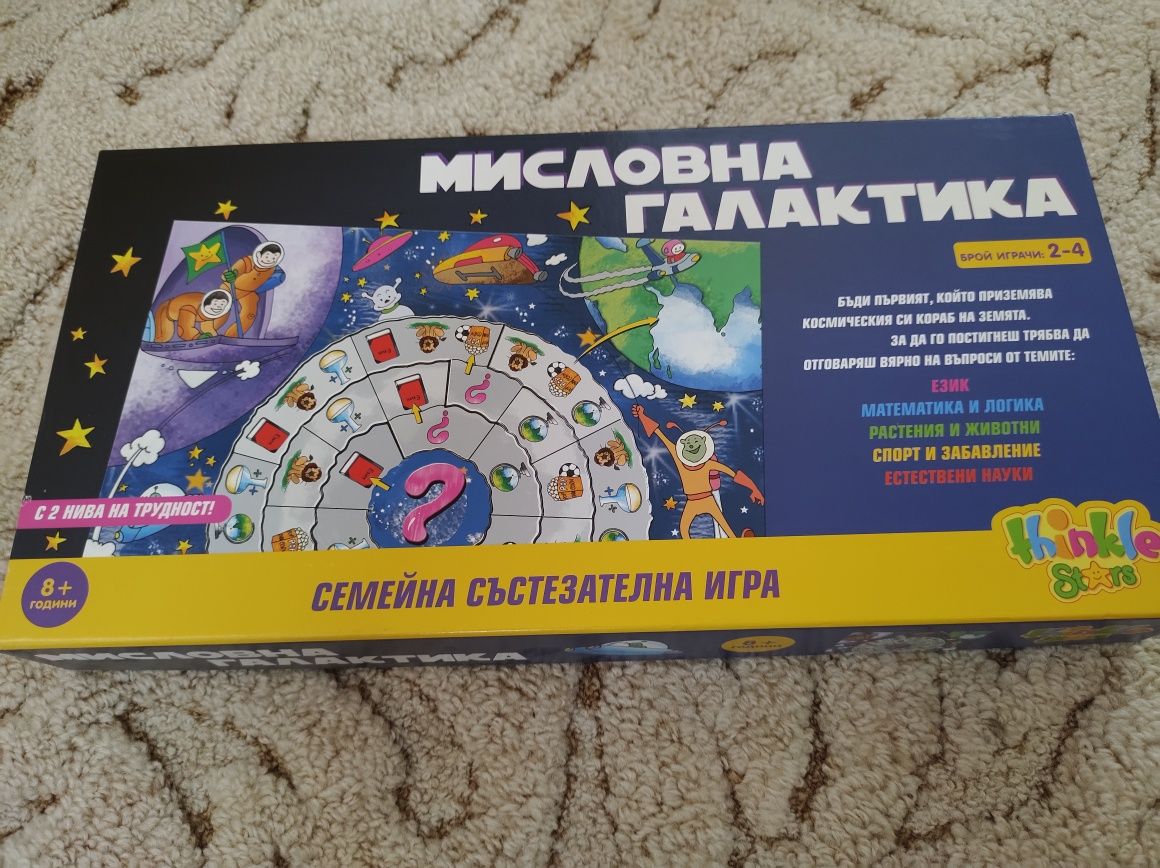 МИСЛОВНА
ГАЛАКТИКА
БРОЙ ИГРАЧИ: 2-4
БЪДИ ПЪРВИЯТ, КОЙТО ПРИЗЕМЯВА
КОСМИЧЕСКИЯ СИ КОРАБ НА ЗЕМЯТА.
ЗА ДА ГО ПОСТИГНЕШ ТРЯБВА ДА
ОТГОВАРЯШ ВЯРНО НА ВЪПРОСИ ОТ ТЕМИТЕ:
ЕЗИК
МАТЕМАТИКА И ЛОГИКА
РАСТЕНИЯ И ЖИВОТНИ
СПОРТ И ЗАБАВЛЕНИЕ
ЕСТЕСТВЕНИ НАУКИ
С 2 НИВА НА ТРУДНОСТ!
thinkle
Stars
8+
ГОДИНИ
СЕМЕЙНА СЪСТЕЗАТЕЛНА ИГРА
МИСЛОВНА
ГАЛАКТИКА
8+
ГОДИНИ